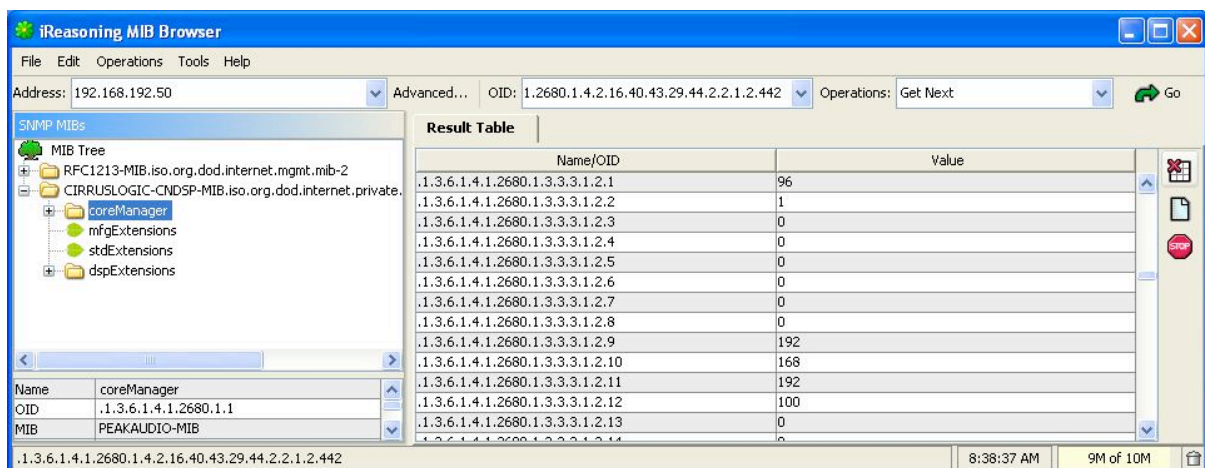 iReasoning MIB Browser
File Edit Operations Tools Help
Address: 192.168.192.50 Advanced... OID: 1.2680.1.4.2.16.40.43.29.44.2.2.1.2.442 Operations: Get Next Go
SNMP MIBs
MIB Tree
RFC1213-MIB.iso.org.dod.internet.mgmt.mib-2
CIRRUSLOGIC-CNDSP-MIB.iso.org.dod.internet.private.
coreManager
mfgExtensions
stdExtensions
dspExtensions
Name coreManager
OID .1.3.6.1.4.1.2680.1.1
MIB PEAKAUDIO-MIB
Result Table
Name/OID Value
.1.3.6.1.4.1.2680.1.3.3.3.1.2.1 96
.1.3.6.1.4.1.2680.1.3.3.3.1.2.2 1
.1.3.6.1.4.1.2680.1.3.3.3.1.2.3 0
.1.3.6.1.4.1.2680.1.3.3.3.1.2.4 0
.1.3.6.1.4.1.2680.1.3.3.3.1.2.5 0
.1.3.6.1.4.1.2680.1.3.3.3.1.2.6 0
.1.3.6.1.4.1.2680.1.3.3.3.1.2.7 0
.1.3.6.1.4.1.2680.1.3.3.3.1.2.8 0
.1.3.6.1.4.1.2680.1.3.3.3.1.2.9 192
.1.3.6.1.4.1.2680.1.3.3.3.1.2.10 168
.1.3.6.1.4.1.2680.1.3.3.3.1.2.11 192
.1.3.6.1.4.1.2680.1.3.3.3.1.2.12 100
.1.3.6.1.4.1.2680.1.3.3.3.1.2.13 0
STOP
.1.3.6.1.4.1.2680.1.4.2.16.40.43.29.44.2.2.1.2.442 8:38:37 AM 9M of 10M